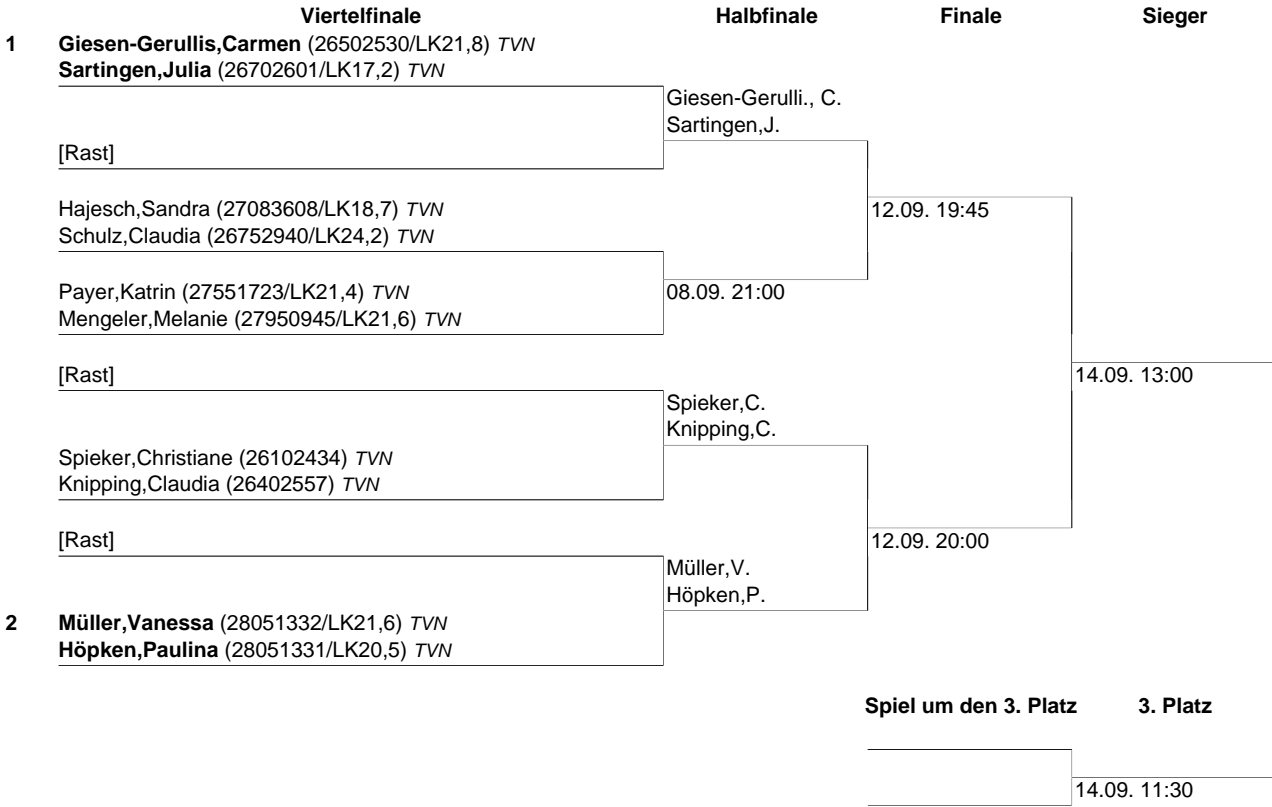 Viertelfinale Halbfinale Finale Sieger
1 Giesen-Gerullis,Carmen (26502530/LK21,8) TVN
Sartingen,Julia (26702601/LK17,2) TVN
Giesen-Gerulli., C.
Sartingen,J.
[Rast]
Hajesch,Sandra (27083608/LK18,7) TVN 12.09. 19:45
Schulz,Claudia (26752940/LK24,2) TVN
Payer,Katrin (27551723/LK21,4) TVN 08.09. 21:00
Mengeler,Melanie (27950945/LK21,6) TVN
[Rast] 14.09. 13:00
Spieker,C.
Knipping,C.
Spieker,Christiane (26102434) TVN
Knipping,Claudia (26402557) TVN
[Rast] 12.09. 20:00
Müller,V.
Höpken,P.
2 Müller,Vanessa (28051332/LK21,6) TVN
Höpken,Paulina (28051331/LK20,5) TVN
Spiel um den 3. Platz 3. Platz
14.09. 11:30